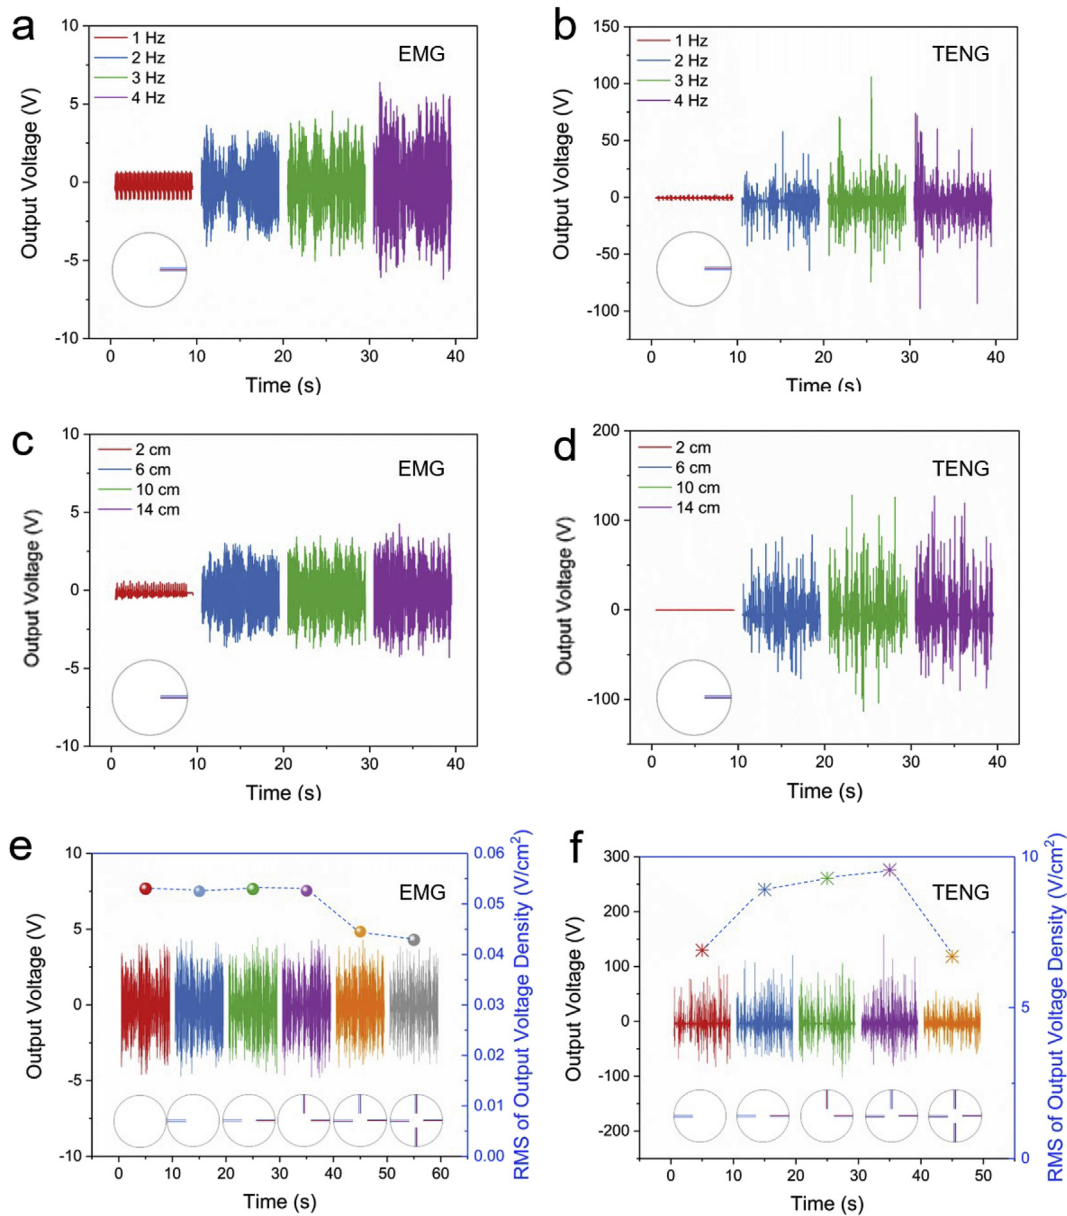 a
EMG
1 Hz
2 Hz
3 Hz
4 Hz
Output Voltage (V)
10
5
0
-5
-10
0 10 20 30 40
Time (s)
b
TENG
1 Hz
2 Hz
3 Hz
4 Hz
Output Voltage (V)
150
100
50
0
-50
-100
0 10 20 30 40
Time (s)
c
EMG
2 cm
6 cm
10 cm
14 cm
Output Voltage (V)
10
5
0
-5
-10
0 10 20 30 40
Time (s)
d
TENG
2 cm
6 cm
10 cm
14 cm
Output Voltage (V)
200
100
0
-100
0 10 20 30 40
Time (s)
e
EMG
Output Voltage (V)
10
5
0
-5
-10
0 10 20 30 40 50 60
Time (s)
RMS of Output Voltage Density (V/cm²)
0.06
0.05
0.04
0.03
0.02
0.01
0.00
f
TENG
Output Voltage (V)
300
200
100
0
-100
-200
0 10 20 30 40 50
Time (s)
RMS of Output Voltage Density (V/cm²)
10
5
0